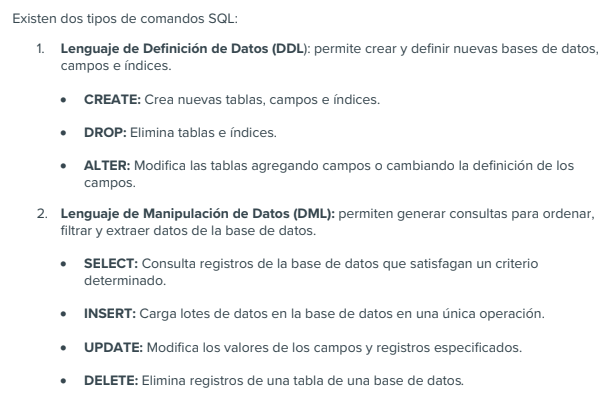 Existen dos tipos de comandos SQL:
1. Lenguaje de Definición de Datos (DDL): permite crear y definir nuevas bases de datos,
campos e índices.
• CREATE: Crea nuevas tablas, campos e índices.
• DROP: Elimina tablas e índices.
• ALTER: Modifica las tablas agregando campos o cambiando la definición de los
campos.
2. Lenguaje de Manipulación de Datos (DML): permiten generar consultas para ordenar,
filtrar y extraer datos de la base de datos.
• SELECT: Consulta registros de la base de datos que satisfagan un criterio
determinado.
• INSERT: Carga lotes de datos en la base de datos en una única operación.
• UPDATE: Modifica los valores de los campos y registros especificados.
• DELETE: Elimina registros de una tabla de una base de datos.